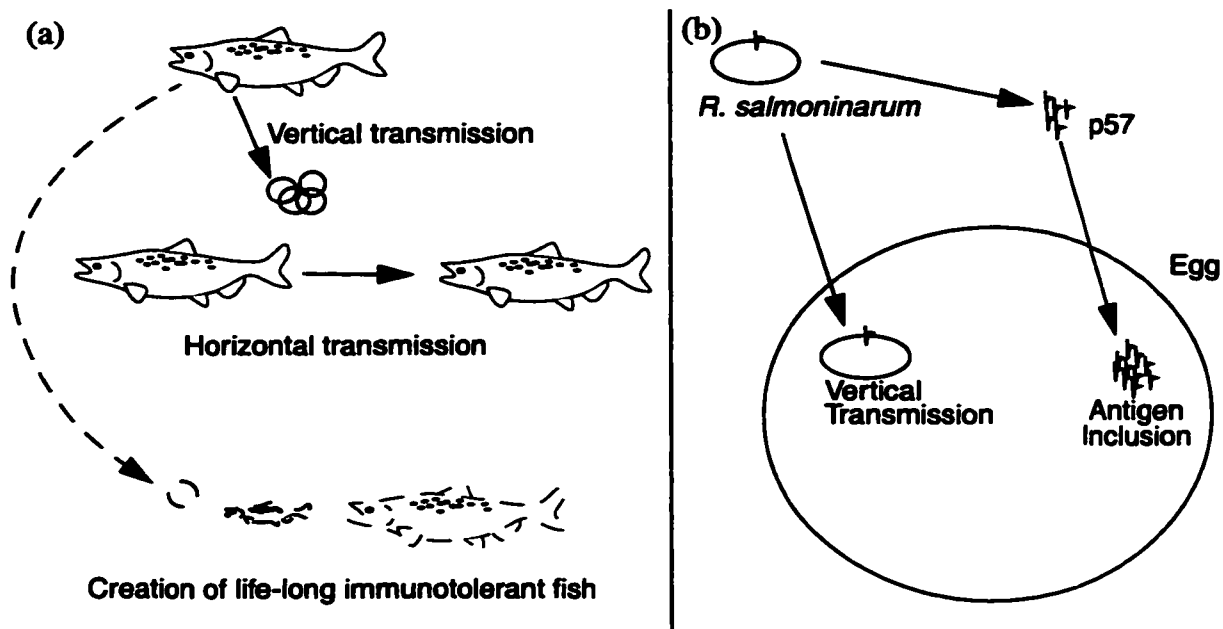 (a)
Vertical transmission
Horizontal transmission
Creation of life-long immunotolerant fish
(b)
R. salmoninarum
p57
Egg
Vertical
Transmission
Antigen
Inclusion